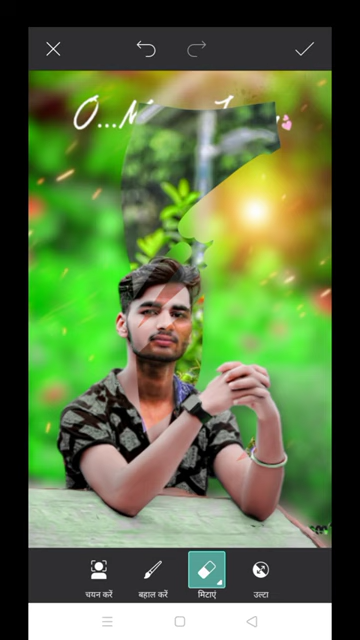 O...
चयन करें
बहाल करें
मिटाएं
उल्टा